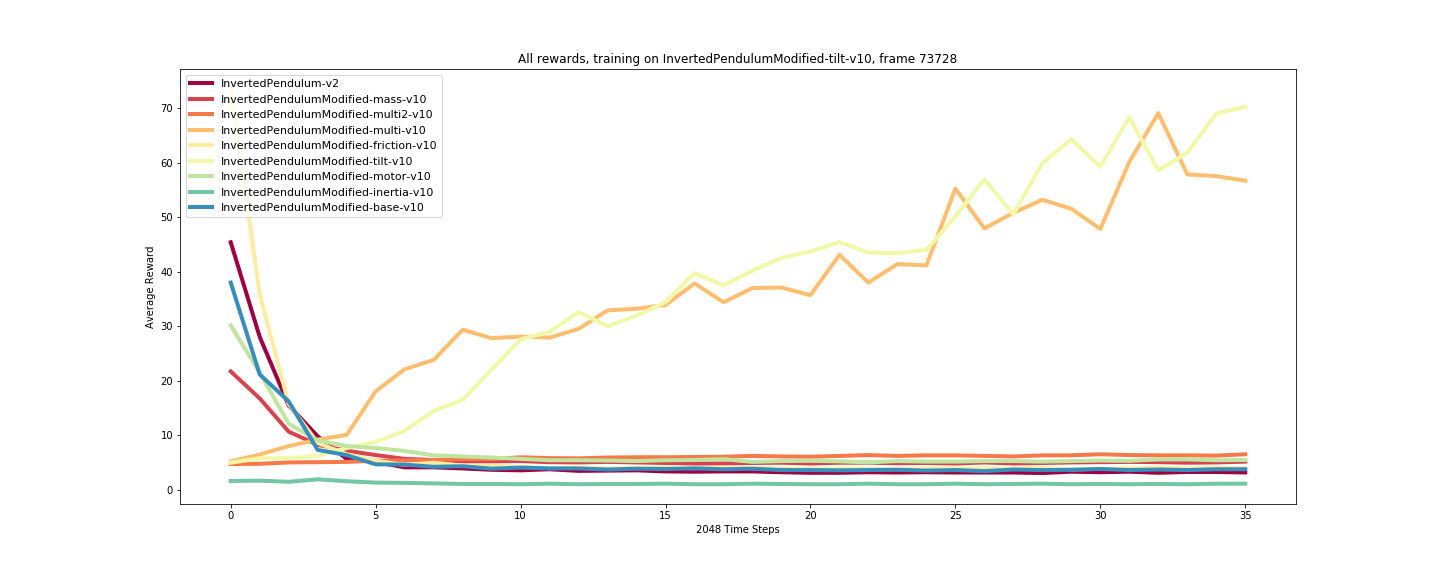 All rewards, training on InvertedPendulumModified-tilt-v10, frame 73728
InvertedPendulum-v2
InvertedPendulumModified-mass-v10
InvertedPendulumModified-multi2-v10
InvertedPendulumModified-multi-v10
InvertedPendulumModified-friction-v10
InvertedPendulumModified-tilt-v10
InvertedPendulumModified-motor-v10
InvertedPendulumModified-inertia-v10
InvertedPendulumModified-base-v10
Average Reward
70
60
50
40
30
20
10
0
0 5 10 15 20 25 30 35
2048 Time Steps